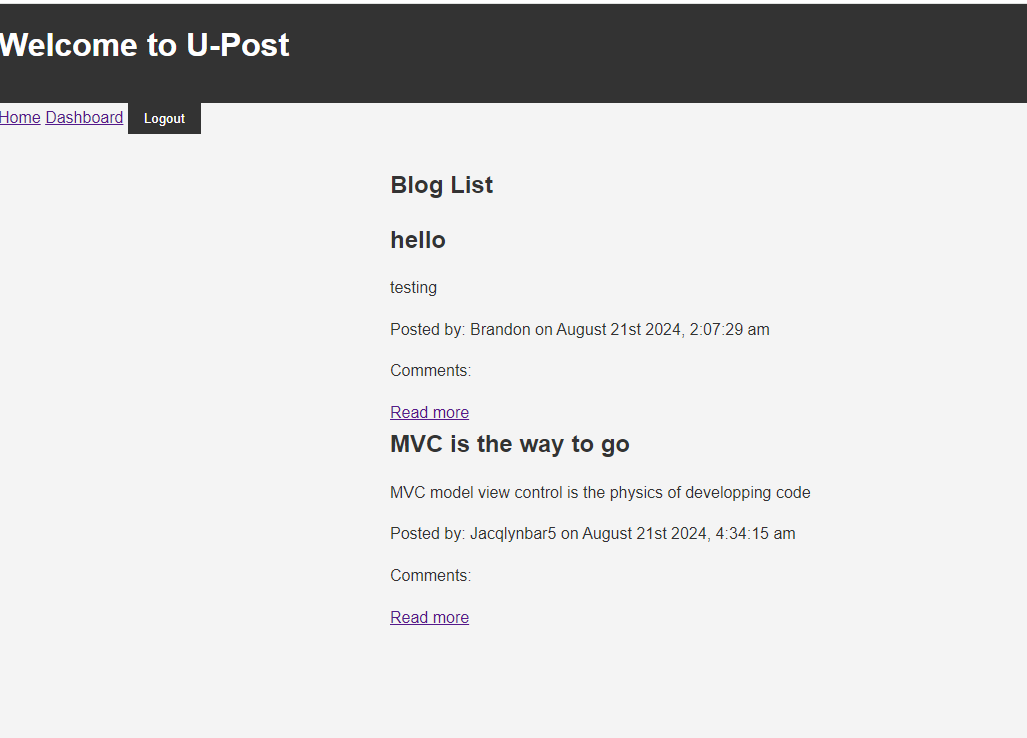 Welcome to U-Post
Home Dashboard Logout
Blog List
hello
testing
Posted by: Brandon on August 21st 2024, 2:07:29 am
Comments:
Read more
MVC is the way to go
MVC model view control is the physics of developping code
Posted by: Jacqlynbar5 on August 21st 2024, 4:34:15 am
Comments:
Read more